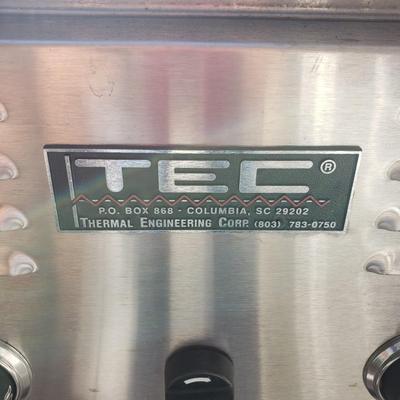 TEC®
P.O. BOX 868 - COLUMBIA, SC 29202
THERMAL ENGINEERING CORP. (803) 783-0750